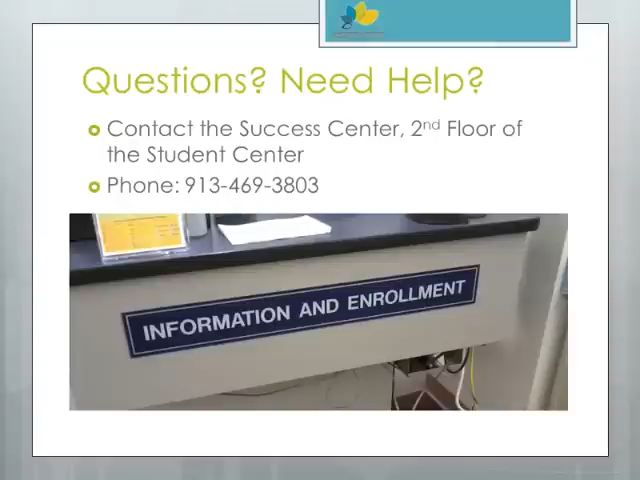 Questions? Need Help?
Contact the Success Center, 2nd Floor of
the Student Center
Phone: 913-469-3803
INFORMATION AND ENROLLMENT